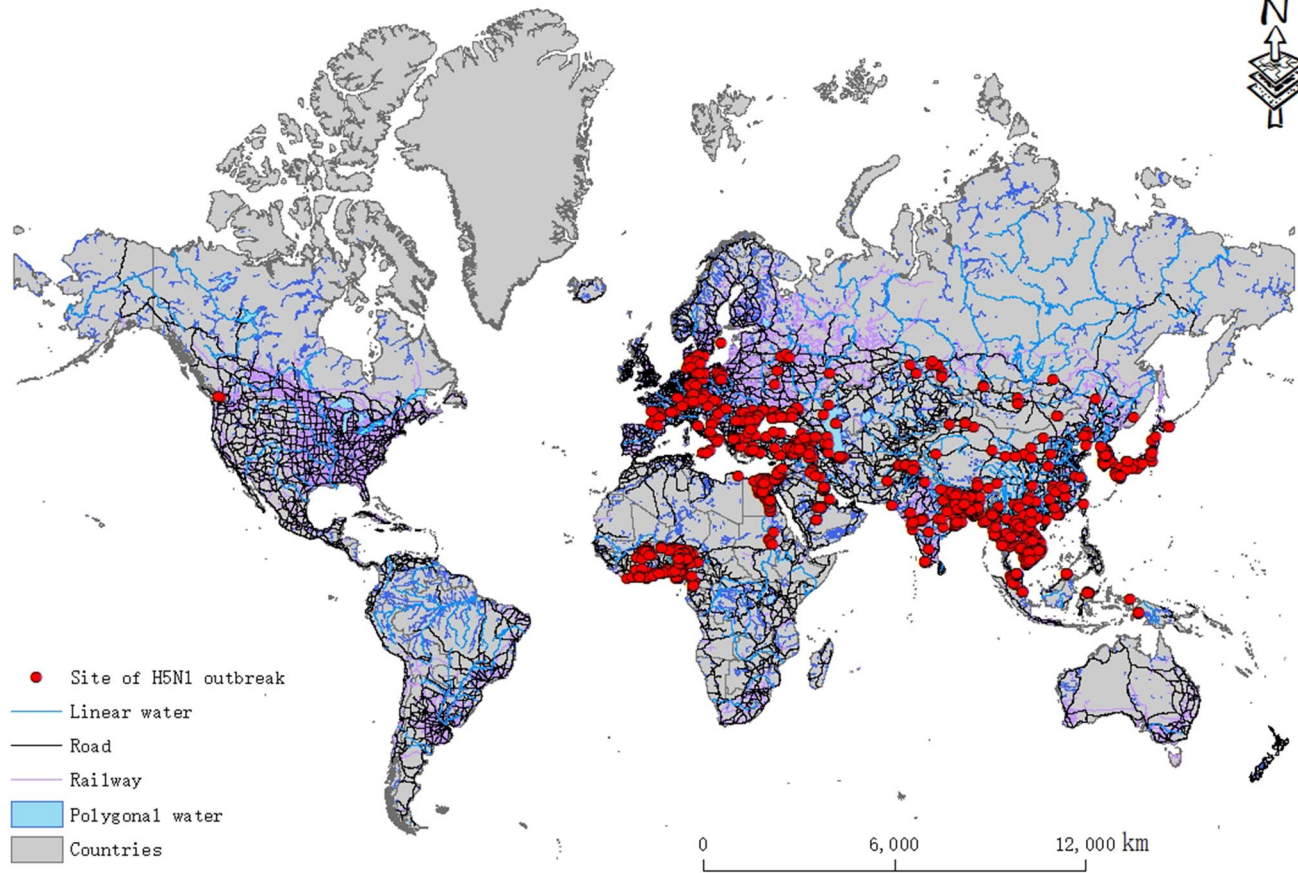 N
Site of H5N1 outbreak
Linear water
Road
Railway
Polygonal water
Countries
0 6,000 12,000 km